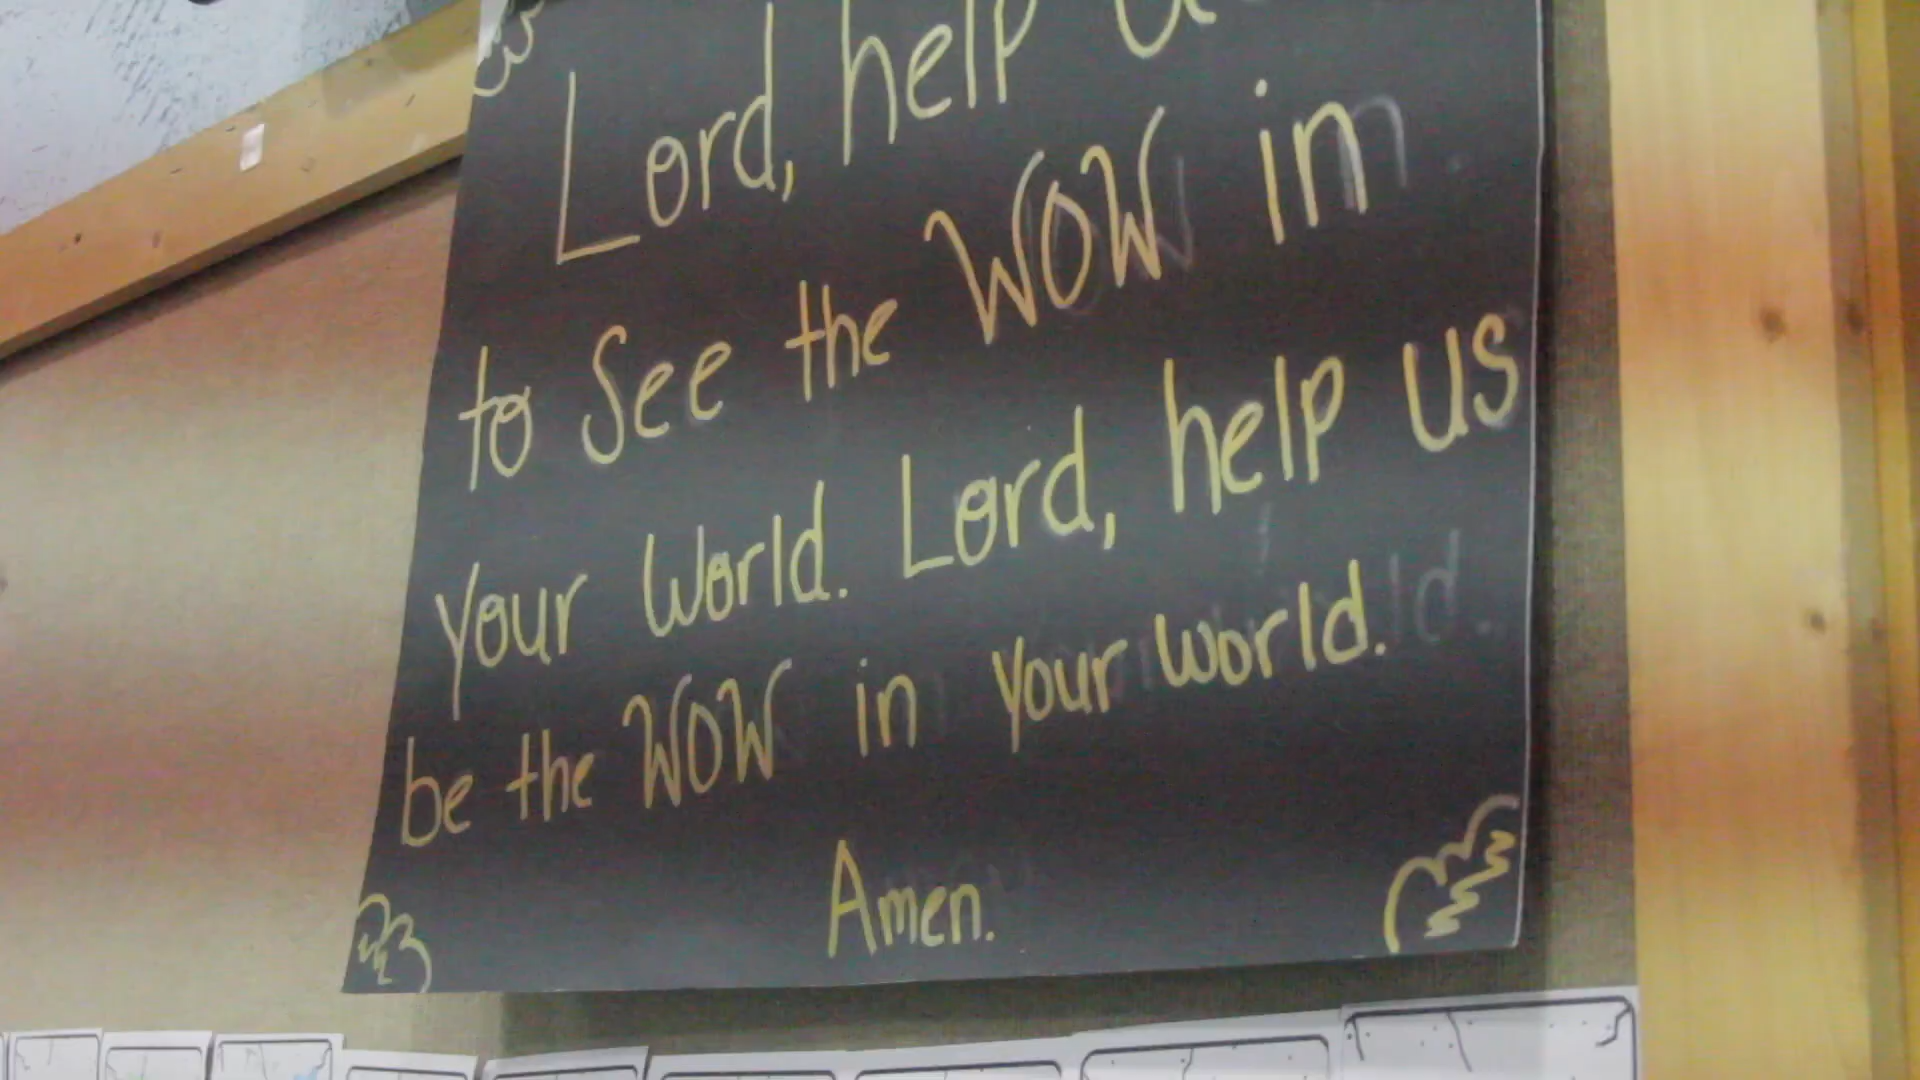 Lord, help
to See the WOW in
your World. Lord, help us
be the WOW in your world.
Amen.